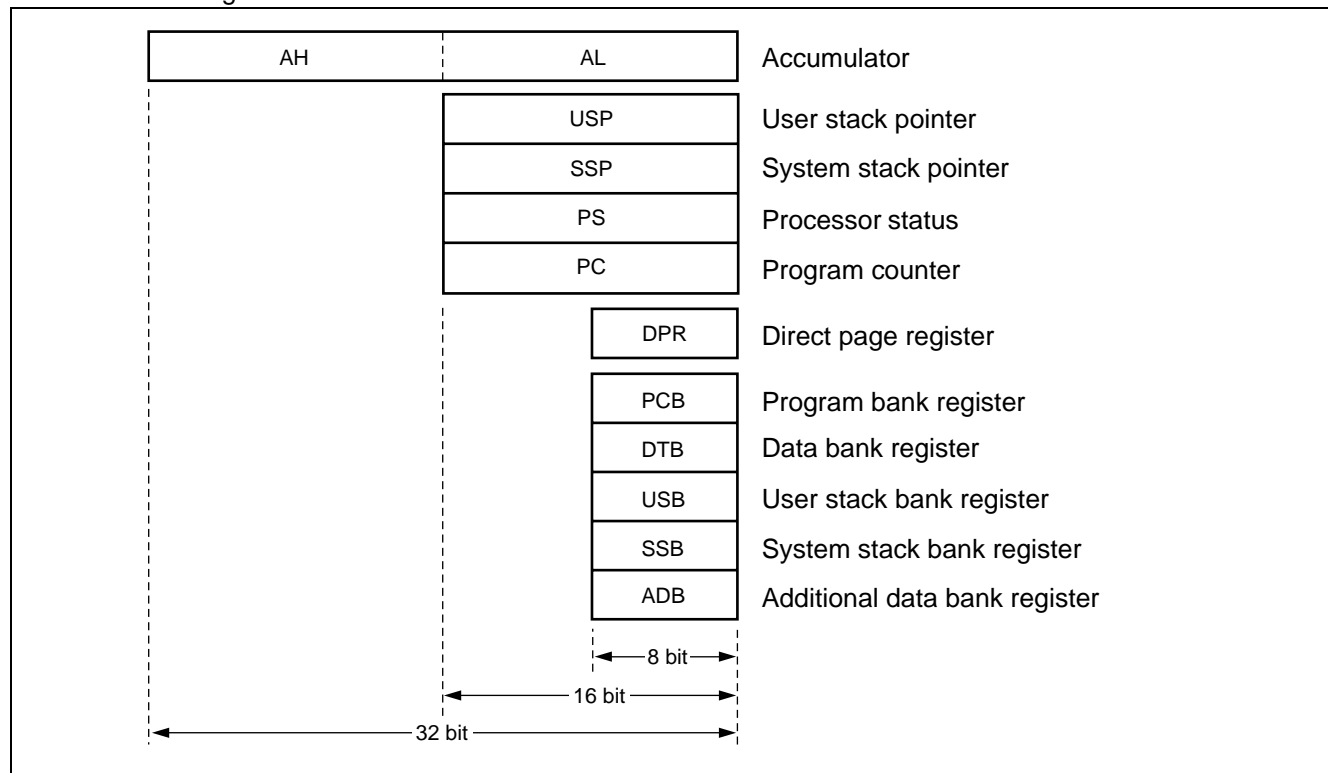 AH AL Accumulator
USP User stack pointer
SSP System stack pointer
PS Processor status
PC Program counter
DPR Direct page register
PCB Program bank register
DTB Data bank register
USB User stack bank register
SSB System stack bank register
ADB Additional data bank register
8 bit
16 bit
32 bit